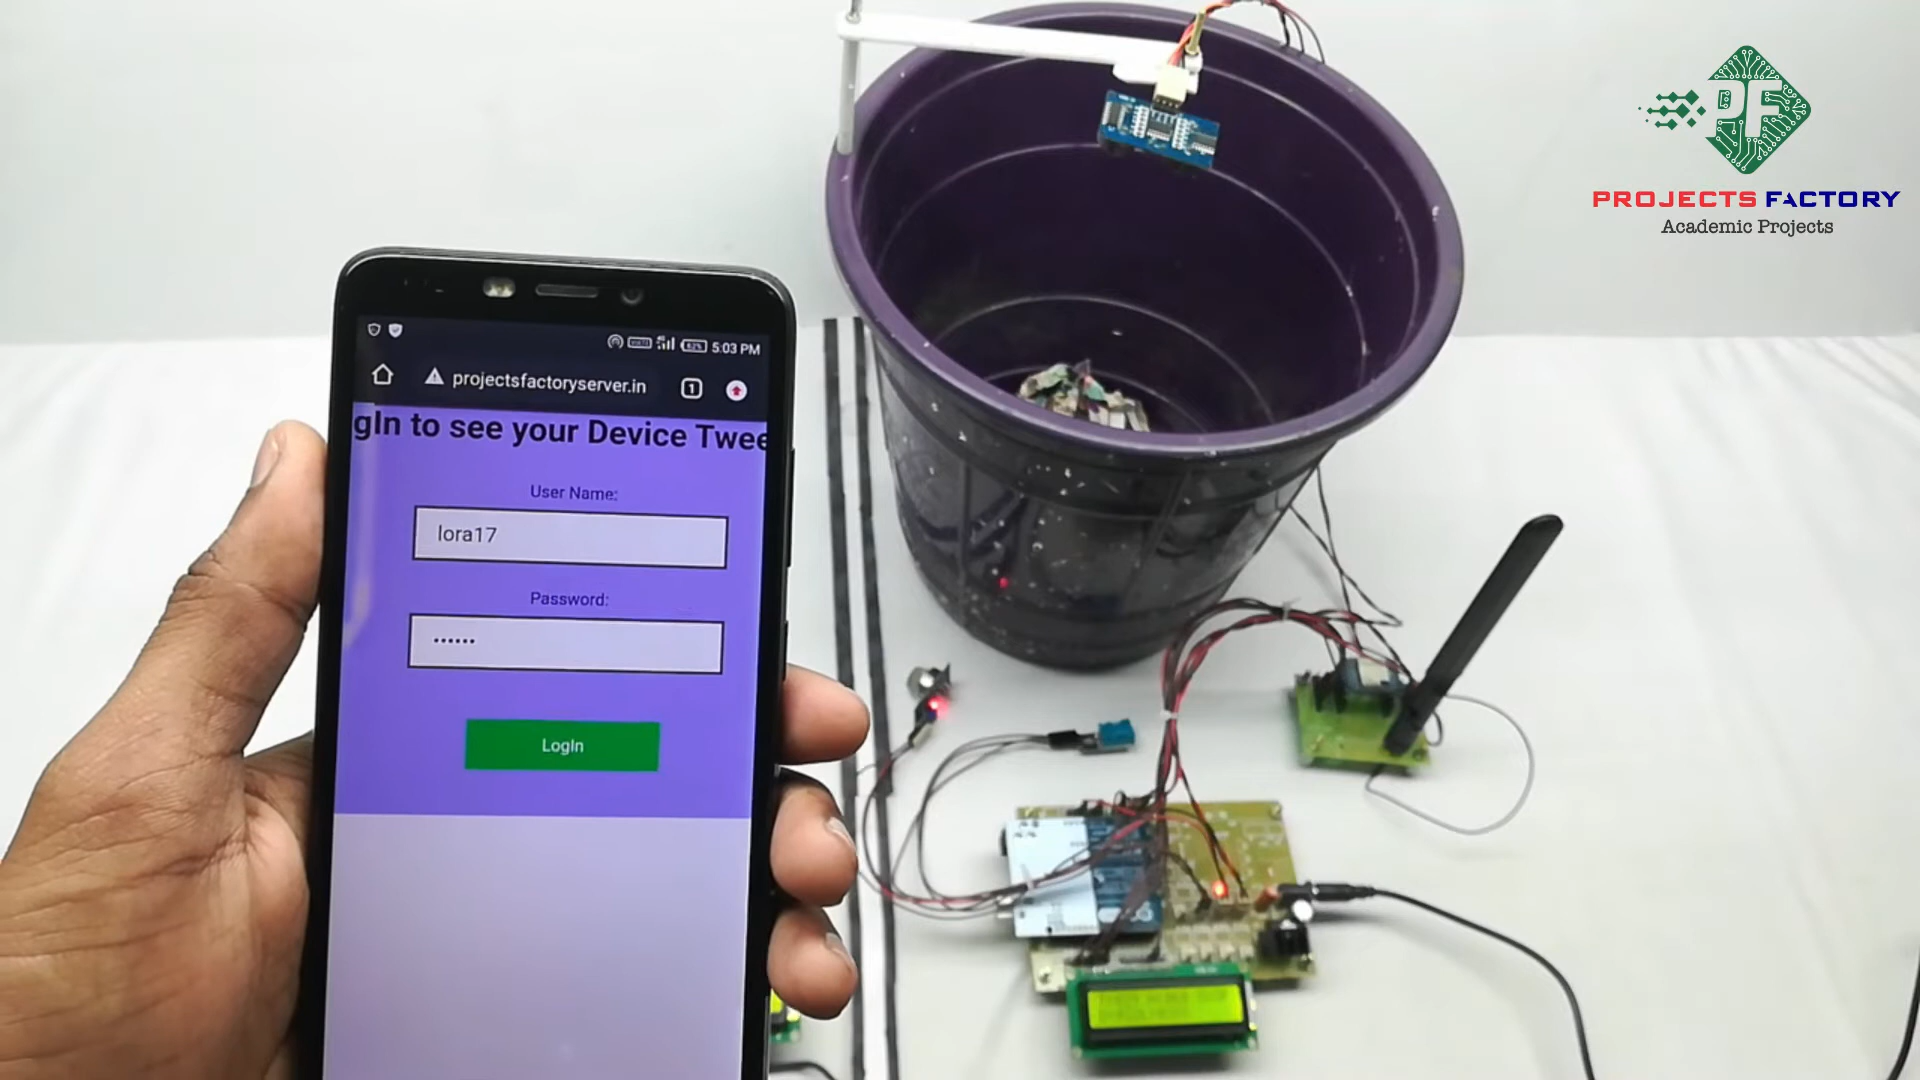 PROJECTS FACTORY
Academic Projects
5:03 PM
projectsfactoryserver.in
1
gIn to see your Device Twee
User Name:
lora17
Password:
••••••
LogIn